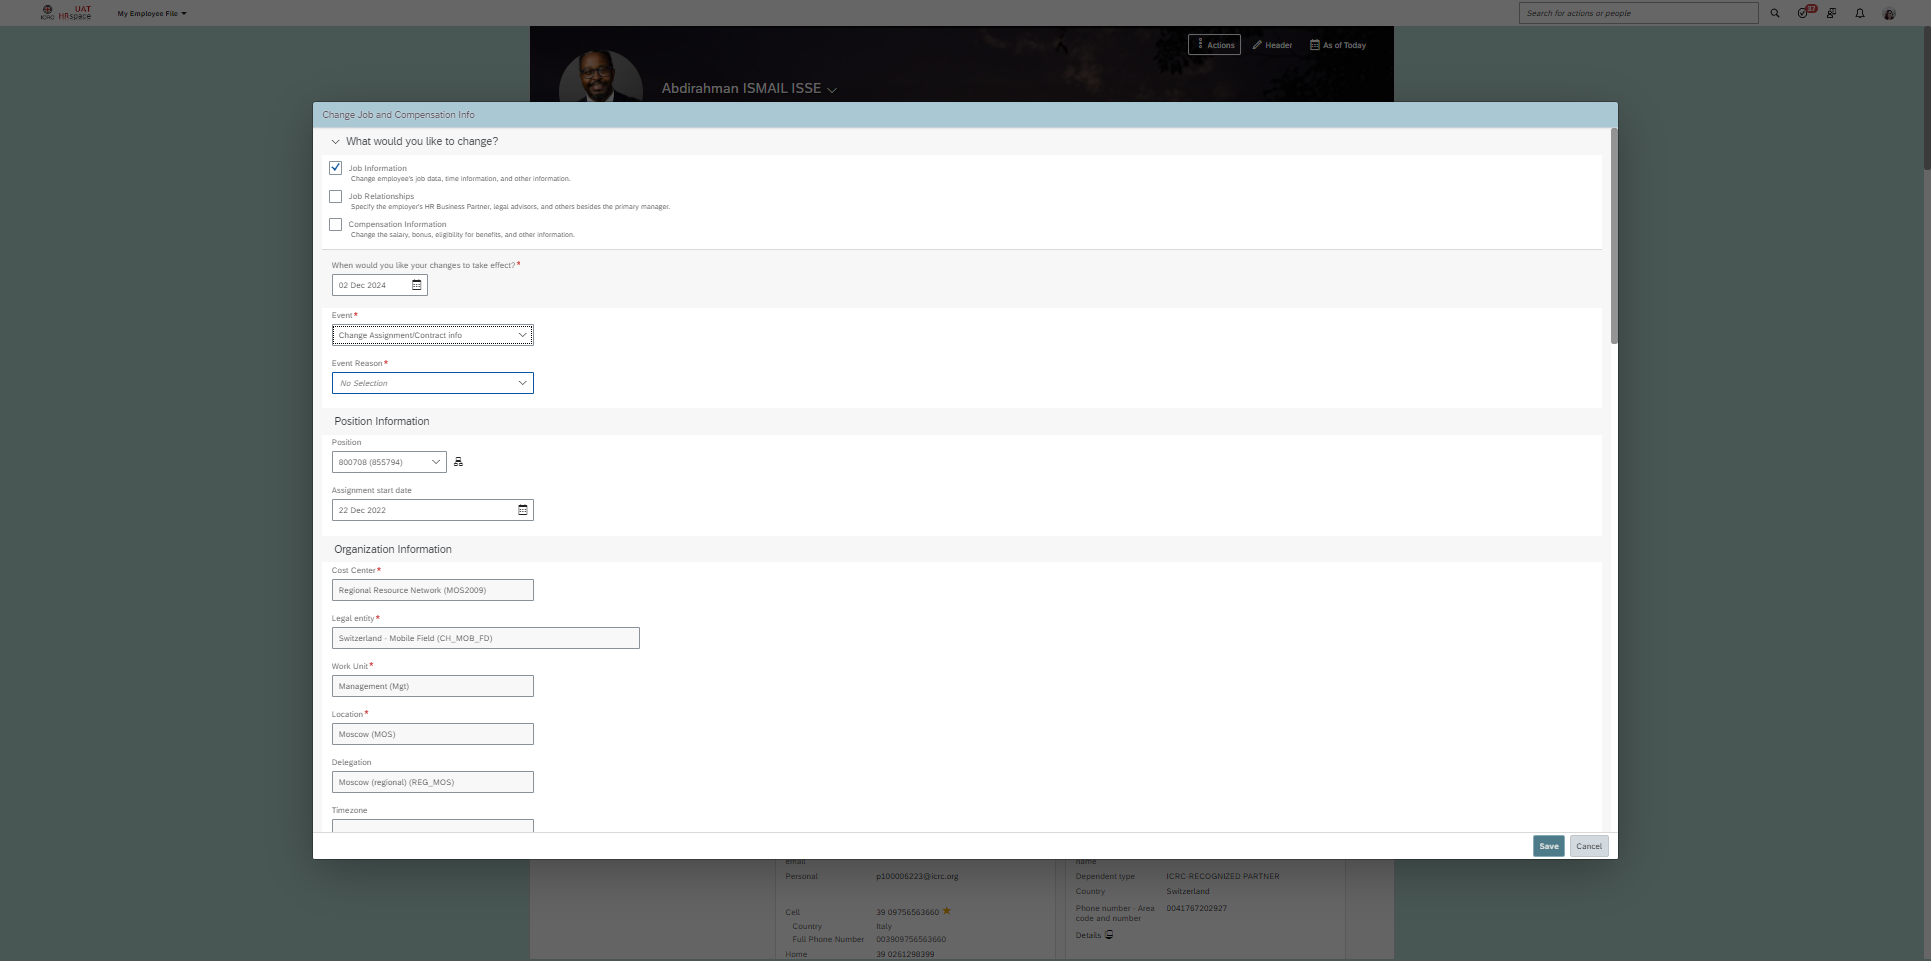 ICRC
UAT
HRspace
My Employee File
Search for actions or people
37
Actions
Header
As of Today
Abdirahman ISMAIL ISSE
Change Job and Compensation Info
What would you like to change?
Job Information
Change employee's job data, time information, and other information.
Job Relationships
Specify the employer's HR Business Partner, legal advisors, and others besides the primary manager.
Compensation Information
Change the salary, bonus, eligibility for benefits, and other information.
When would you like your changes to take effect?*
02 Dec 2024
Event*
Change Assignment/Contract info
Event Reason*
No Selection
Position Information
Position
800708 (855794)
Assignment start date
22 Dec 2022
Organization Information
Cost Center*
Regional Resource Network (MOS2009)
Legal entity*
Switzerland - Mobile Field (CH_MOB_FD)
Work Unit*
Management (Mgt)
Location*
Moscow (MOS)
Delegation
Moscow (regional) (REG_MOS)
Timezone
Save
Cancel
email
name
Personal
p100006223@icrc.org
Dependent type
ICRC-RECOGNIZED PARTNER
Country
Switzerland
Cell
39 09756563660
Phone number - Area
code and number
0041767202927
Country
Italy
Details
Full Phone Number
003909756563660
Home
39 0261298399